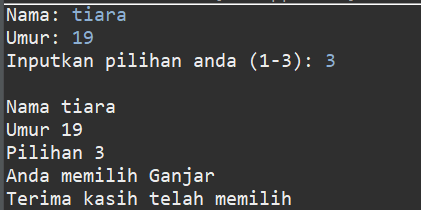 Nama: tiara
Umur: 19
Inputkan pilihan anda (1-3): 3
Nama tiara
Umur 19
Pilihan 3
Anda memilih Ganjar
Terima kasih telah memilih